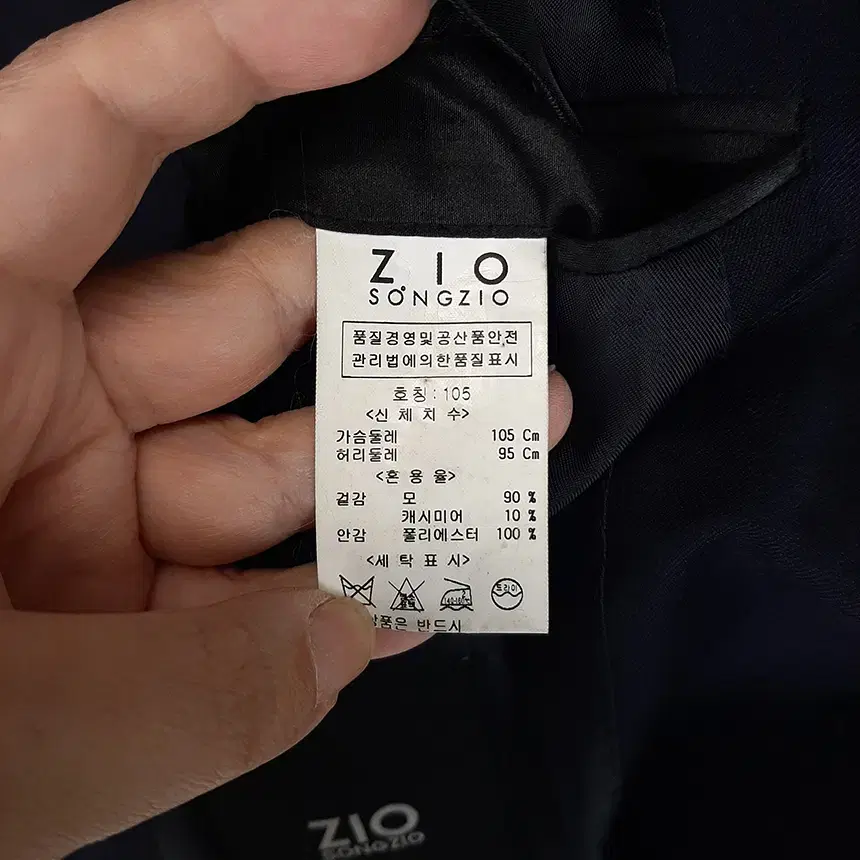 ZIO
SONGZIO
품질경영및공산품안전
관리법에의한품질표시
호칭 : 105
<신 체 치 수>
가슴둘레 105 Cm
허리둘레 95 Cm
<혼 용 율>
겉감 모 90 %
캐시미어 10 %
안감 폴리에스터 100 %
<세 탁 표 시>
140-160℃ 드라이
품은 반드시
ZIO
SONGZIO